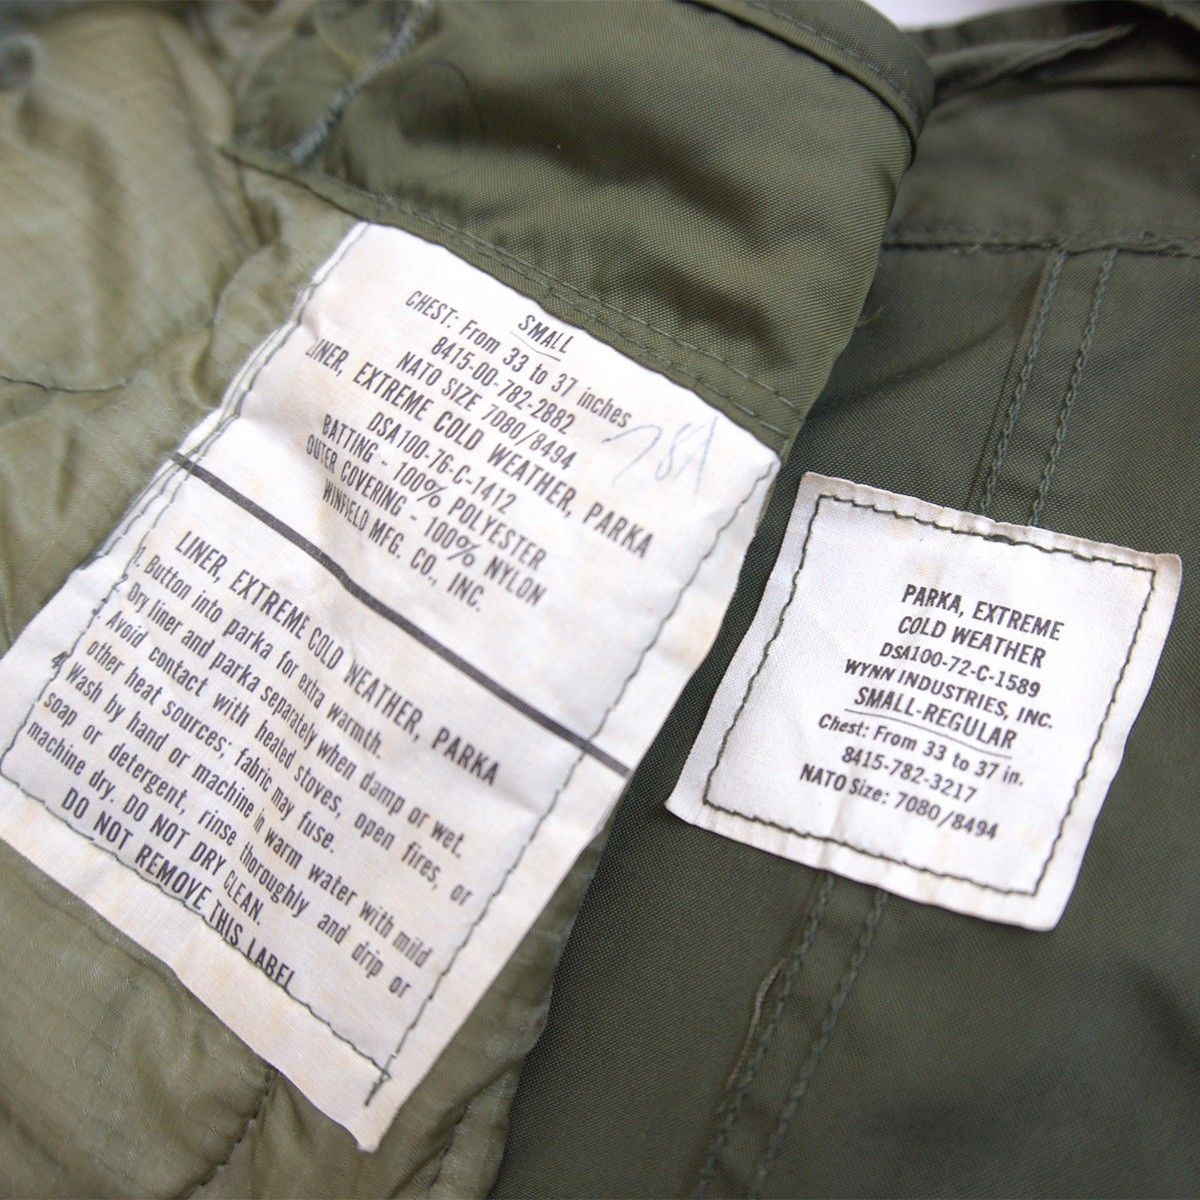 SMALL
CHEST: From 33 to 37 inches
8415-00-782-2882
NATO SIZE 7080/8494
LINER, EXTREME COLD WEATHER, PARKA
DSA100-76-C-1412
BATTING - 100% POLYESTER
OUTER COVERING - 100% NYLON
WINFIELD MFG. CO., INC.
LINER, EXTREME COLD WEATHER, PARKA
1. Button into parka for extra warmth.
2. Dry liner and parka separately when damp or wet.
Avoid contact with heated stoves, open fires, or
other heat sources; fabric may fuse.
4. Wash by hand or machine in warm water with mild
soap or detergent, rinse thoroughly and drip or
machine dry. DO NOT DRY CLEAN.
DO NOT REMOVE THIS LABEL
PARKA, EXTREME
COLD WEATHER
DSA100-72-C-1589
WYNN INDUSTRIES, INC.
SMALL-REGULAR
Chest: From 33 to 37 in.
8415-782-3217
NATO Size: 7080/8494